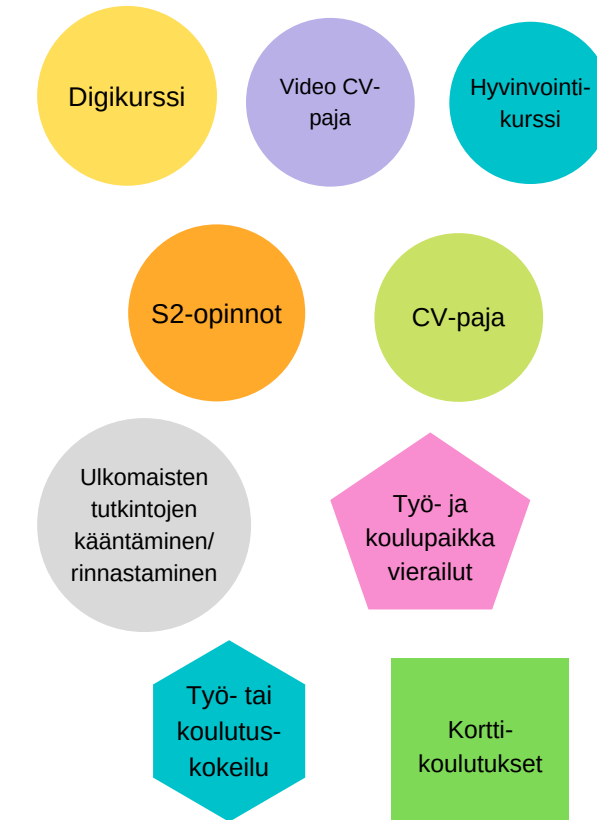 Digikurssi
Video CV-
paja
Hyvinvointi-
kurssi
S2-opinnot
CV-paja
Ulkomaisten
tutkintojen
kääntäminen/
rinnastaminen
Työ- ja
koulupaikka
vierailut
Työ- tai
koulutus-
kokeilu
Kortti-
koulutukset